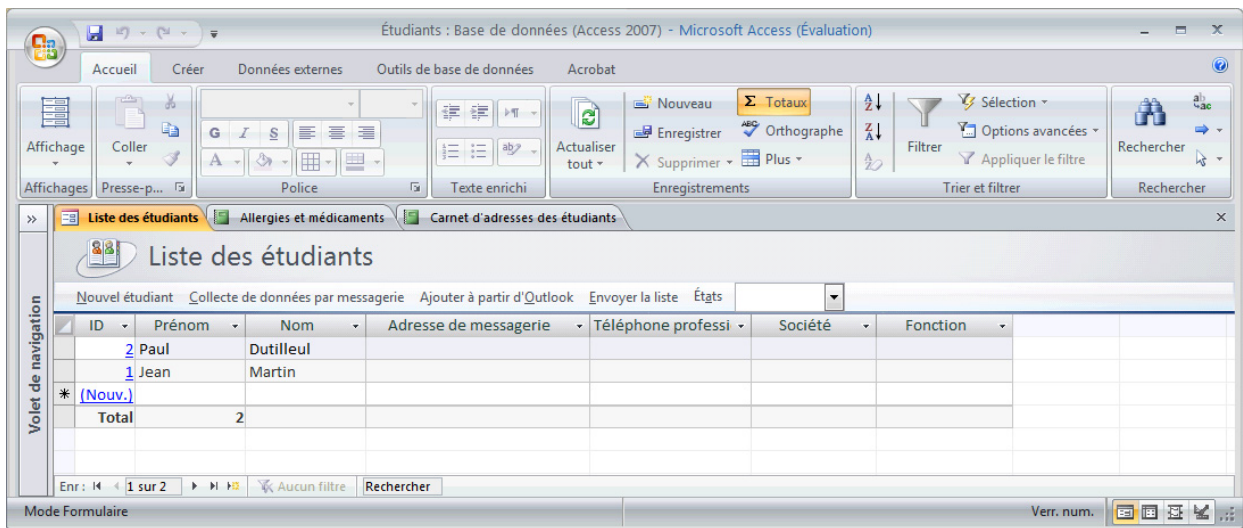 Étudiants : Base de données (Access 2007) - Microsoft Access (Évaluation)
Accueil Créer Données externes Outils de base de données Acrobat
Affichage
Coller
G I S
A
Actualiser tout
Nouveau
Enregistrer
Supprimer
Σ Totaux
Orthographe
Plus
Filtrer
Sélection
Options avancées
Appliquer le filtre
Rechercher
Affichages Presse-p... Police Texte enrichi Enregistrements Trier et filtrer Rechercher
Liste des étudiants Allergies et médicaments Carnet d'adresses des étudiants
Volet de navigation
Liste des étudiants
Nouvel étudiant Collecte de données par messagerie Ajouter à partir d'Outlook Envoyer la liste États
ID Prénom Nom Adresse de messagerie Téléphone professi Société Fonction
2 Paul Dutilleul
1 Jean Martin
* (Nouv.)
Total 2
Enr : 1 sur 2 Aucun filtre Rechercher
Mode Formulaire Verr. num.